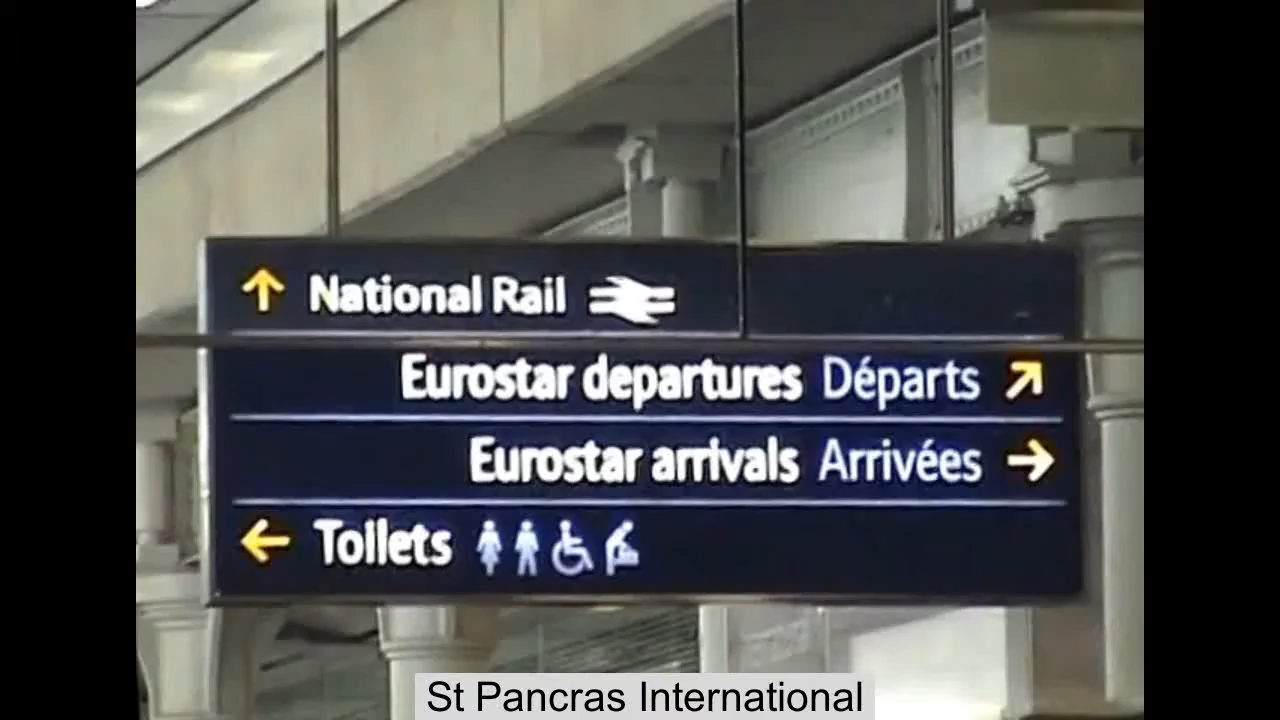 National Rail
Eurostar departures Départs
Eurostar arrivals Arrivées
Toilets
St Pancras International